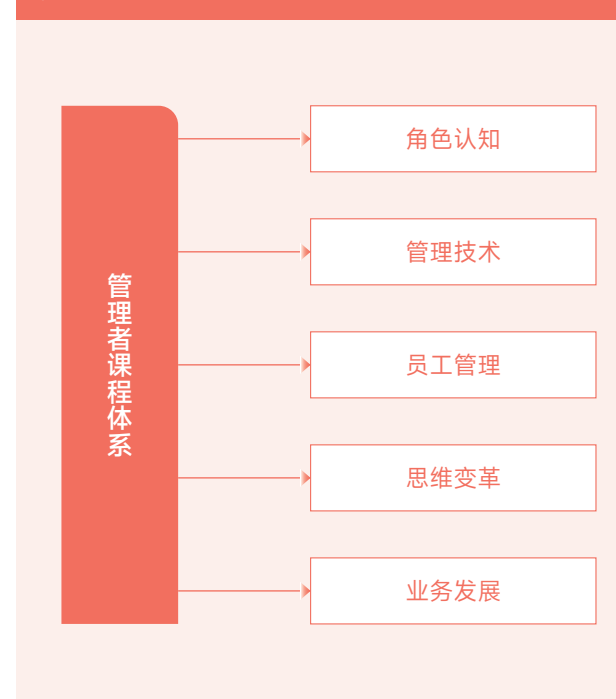 管理者课程体系
角色认知
管理技术
员工管理
思维变革
业务发展